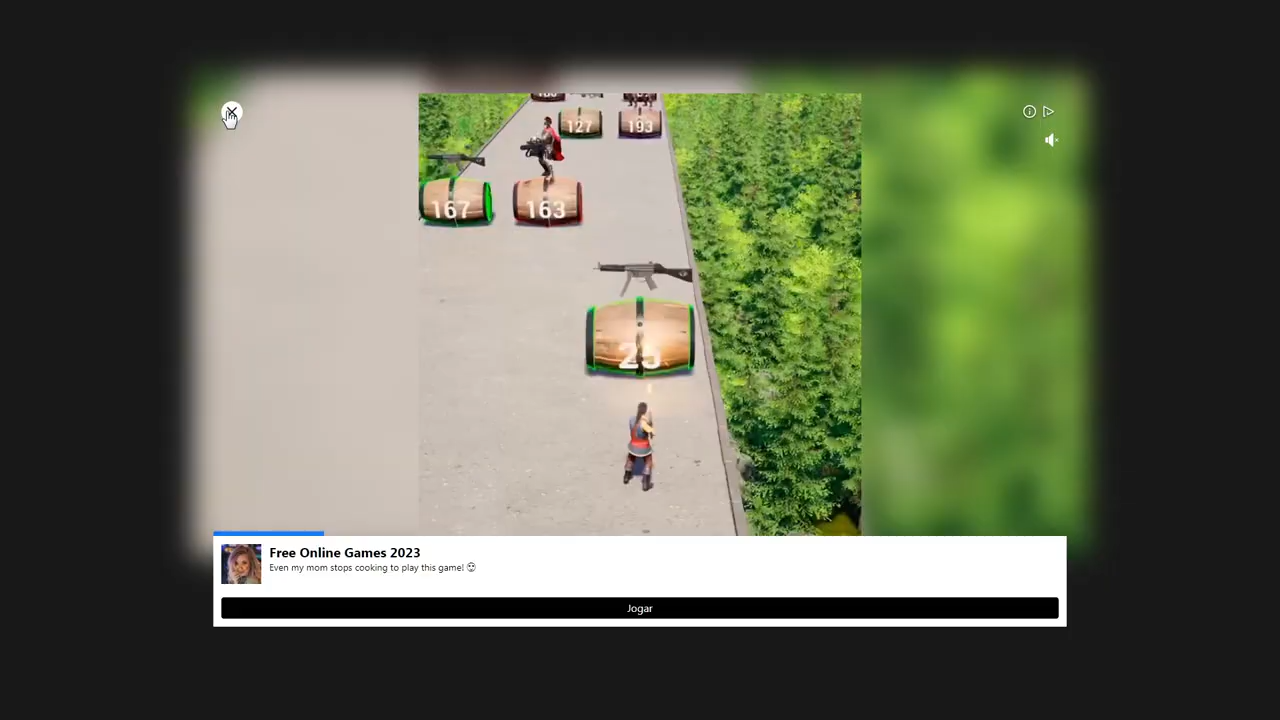 127
193
167
163
Free Online Games 2023
Even my mom stops cooking to play this game! 🙄
Jogar